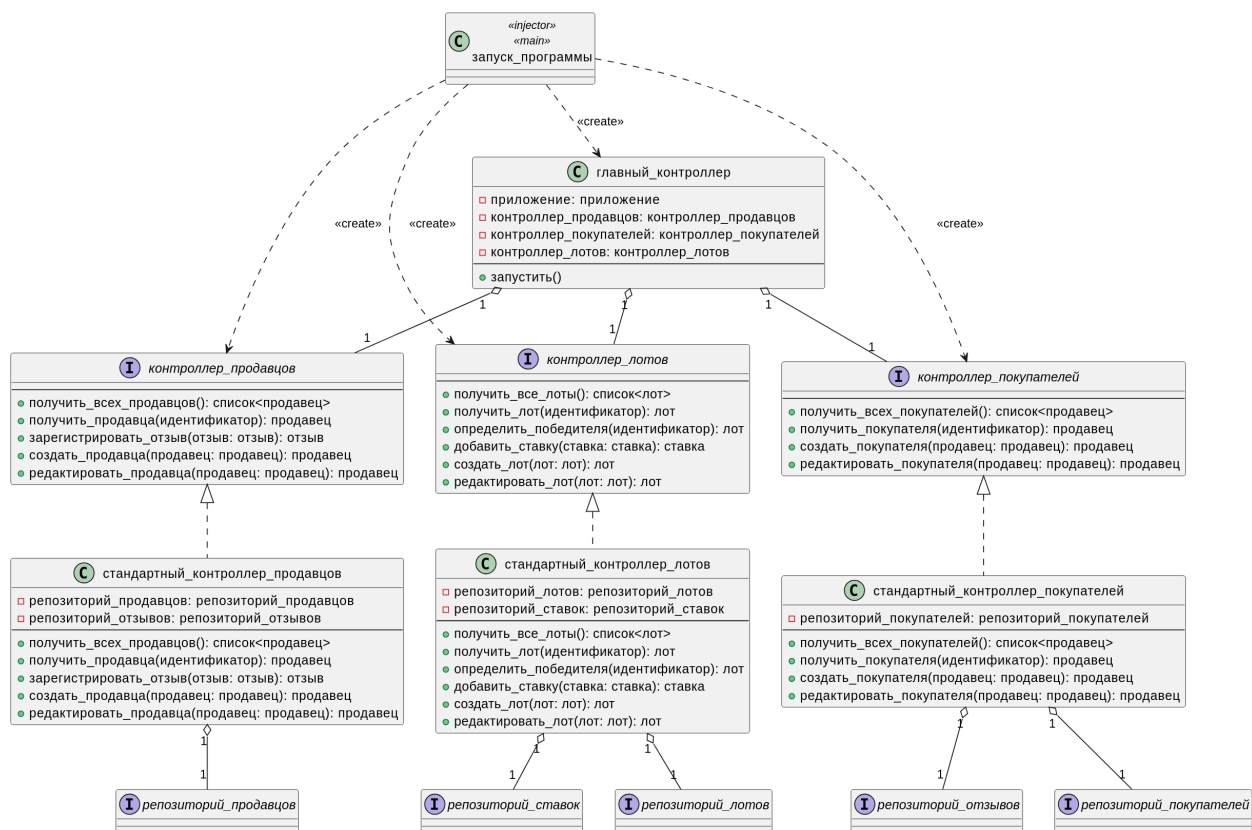 «injector»
«main»
C
запуск_программы
«create»
«create»
«create»
«create»
C главный_контроллер
приложение: приложение
контроллер_продавцов: контроллер_продавцов
контроллер_покупателей: контроллер_покупателей
контроллер_лотов: контроллер_лотов
запустить()
1
1
1
1
1
1
I контроллер_продавцов
получить_всех_продавцов(): список<продавец>
получить_продавца(идентификатор): продавец
зарегистрировать_отзыв(отзыв: отзыв): отзыв
создать_продавца(продавец: продавец): продавец
редактировать_продавца(продавец: продавец): продавец
I контроллер_лотов
получить_все_лоты(): список<лот>
получить_лот(идентификатор): лот
определить_победителя(идентификатор): лот
добавить_ставку(ставка: ставка): ставка
создать_лот(лот: лот): лот
редактировать_лот(лот: лот): лот
I контроллер_покупателей
получить_всех_покупателей(): список<продавец>
получить_покупателя(идентификатор): продавец
создать_покупателя(продавец: продавец): продавец
редактировать_покупателя(продавец: продавец): продавец
C стандартный_контроллер_продавцов
репозиторий_продавцов: репозиторий_продавцов
репозиторий_отзывов: репозиторий_отзывов
получить_всех_продавцов(): список<продавец>
получить_продавца(идентификатор): продавец
зарегистрировать_отзыв(отзыв: отзыв): отзыв
создать_продавца(продавец: продавец): продавец
редактировать_продавца(продавец: продавец): продавец
C стандартный_контроллер_лотов
репозиторий_лотов: репозиторий_лотов
репозиторий_ставок: репозиторий_ставок
получить_все_лоты(): список<лот>
получить_лот(идентификатор): лот
определить_победителя(идентификатор): лот
добавить_ставку(ставка: ставка): ставка
создать_лот(лот: лот): лот
редактировать_лот(лот: лот): лот
C стандартный_контроллер_покупателей
репозиторий_покупателей: репозиторий_покупателей
получить_всех_покупателей(): список<продавец>
получить_покупателя(идентификатор): продавец
создать_покупателя(продавец: продавец): продавец
редактировать_покупателя(продавец: продавец): продавец
1
1
1
1
1
1
1
1
1
1
I репозиторий_продавцов
I репозиторий_ставок
I репозиторий_лотов
I репозиторий_отзывов
I репозиторий_покупателей